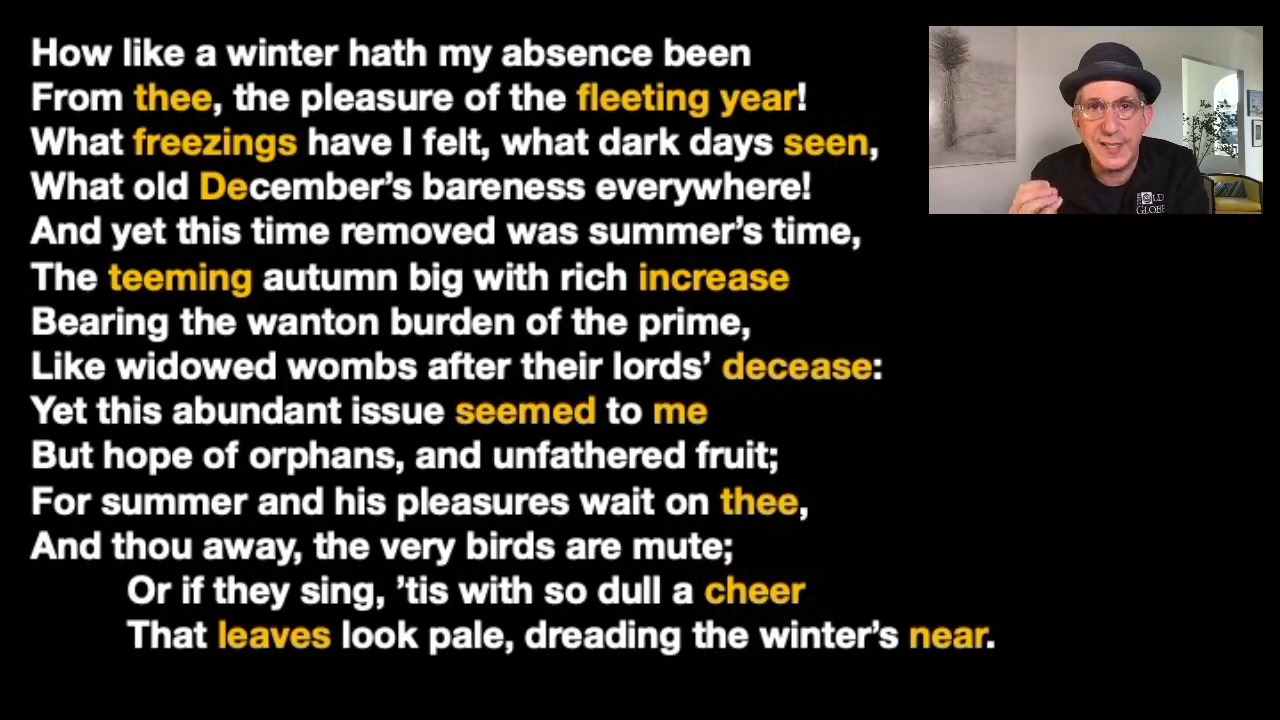 How like a winter hath my absence been
From thee, the pleasure of the fleeting year!
What freezings have I felt, what dark days seen,
What old December’s bareness everywhere!
And yet this time removed was summer’s time,
The teeming autumn big with rich increase
Bearing the wanton burden of the prime,
Like widowed wombs after their lords’ decease:
Yet this abundant issue seemed to me
But hope of orphans, and unfathered fruit;
For summer and his pleasures wait on thee,
And thou away, the very birds are mute;
Or if they sing, ’tis with so dull a cheer
That leaves look pale, dreading the winter’s near.
GLOBE